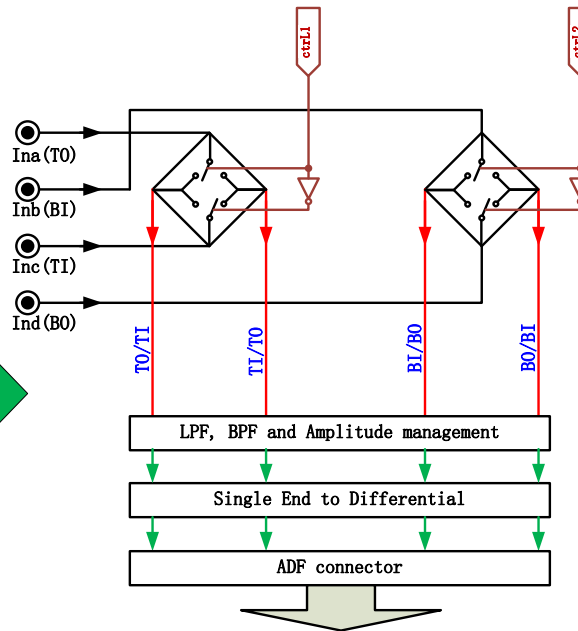 ctrl1
ctrl2
Ina(TO)
Inb(BI)
Inc(TI)
Ind(BO)
TO/TI
TI/TO
BI/BO
BO/BI
LPF, BPF and Amplitude management
Single End to Differential
ADF connector